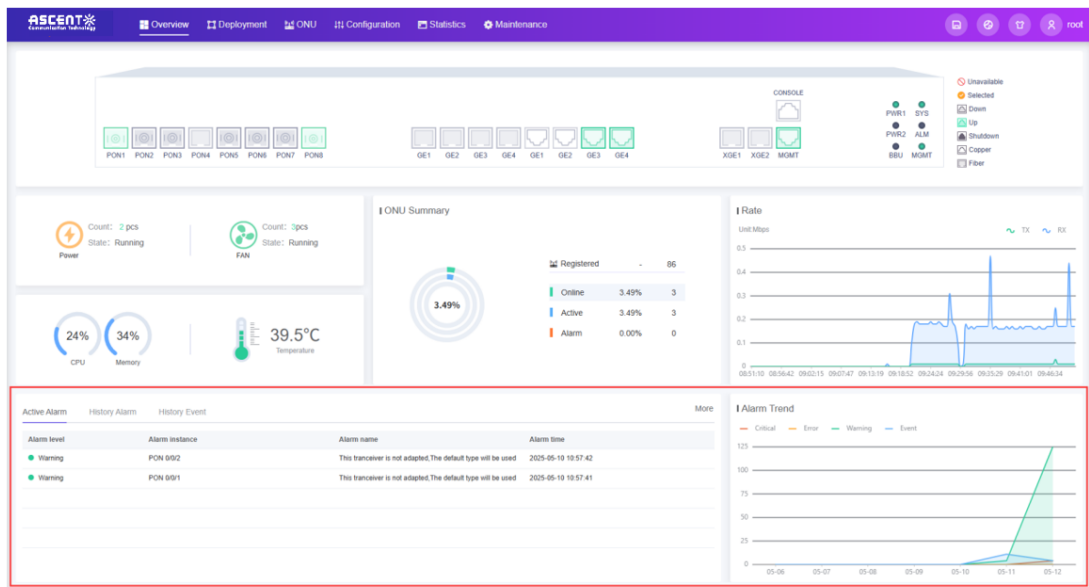 ASCENT
Communication Technology
Overview Deployment ONU Configuration Statistics Maintenance root
CONSOLE
PON1 PON2 PON3 PON4 PON5 PON6 PON7 PON8 GE1 GE2 GE3 GE4 GE1 GE2 GE3 GE4 XGE1 XGE2 MGMT
PWR1 SYS
PWR2 ALM
BBU MGMT
Unavailable
Selected
Down
Up
Shutdown
Copper
Fiber
Count: 2 pcs
State: Running
Power
Count: 3pcs
State: Running
FAN
24%
CPU
34%
Memory
39.5°C
Temperature
ONU Summary
3.49%
Registered - 86
Online 3.49% 3
Active 3.49% 3
Alarm 0.00% 0
Rate
Unit:Mbps TX RX
0.5
0.4
0.3
0.2
0.1
0
08:51:10 08:56:42 09:02:15 09:07:47 09:13:19 09:18:52 09:24:24 09:29:56 09:35:29 09:41:01 09:46:34
Active Alarm History Alarm History Event More
Alarm level Alarm instance Alarm name Alarm time
Warning PON 0/0/2 This tranceiver is not adapted,The default type will be used 2025-05-10 10:57:42
Warning PON 0/0/1 This tranceiver is not adapted,The default type will be used 2025-05-10 10:57:41
Alarm Trend
Critical Error Warning Event
125
100
75
50
25
0
05-06 05-07 05-08 05-09 05-10 05-11 05-12